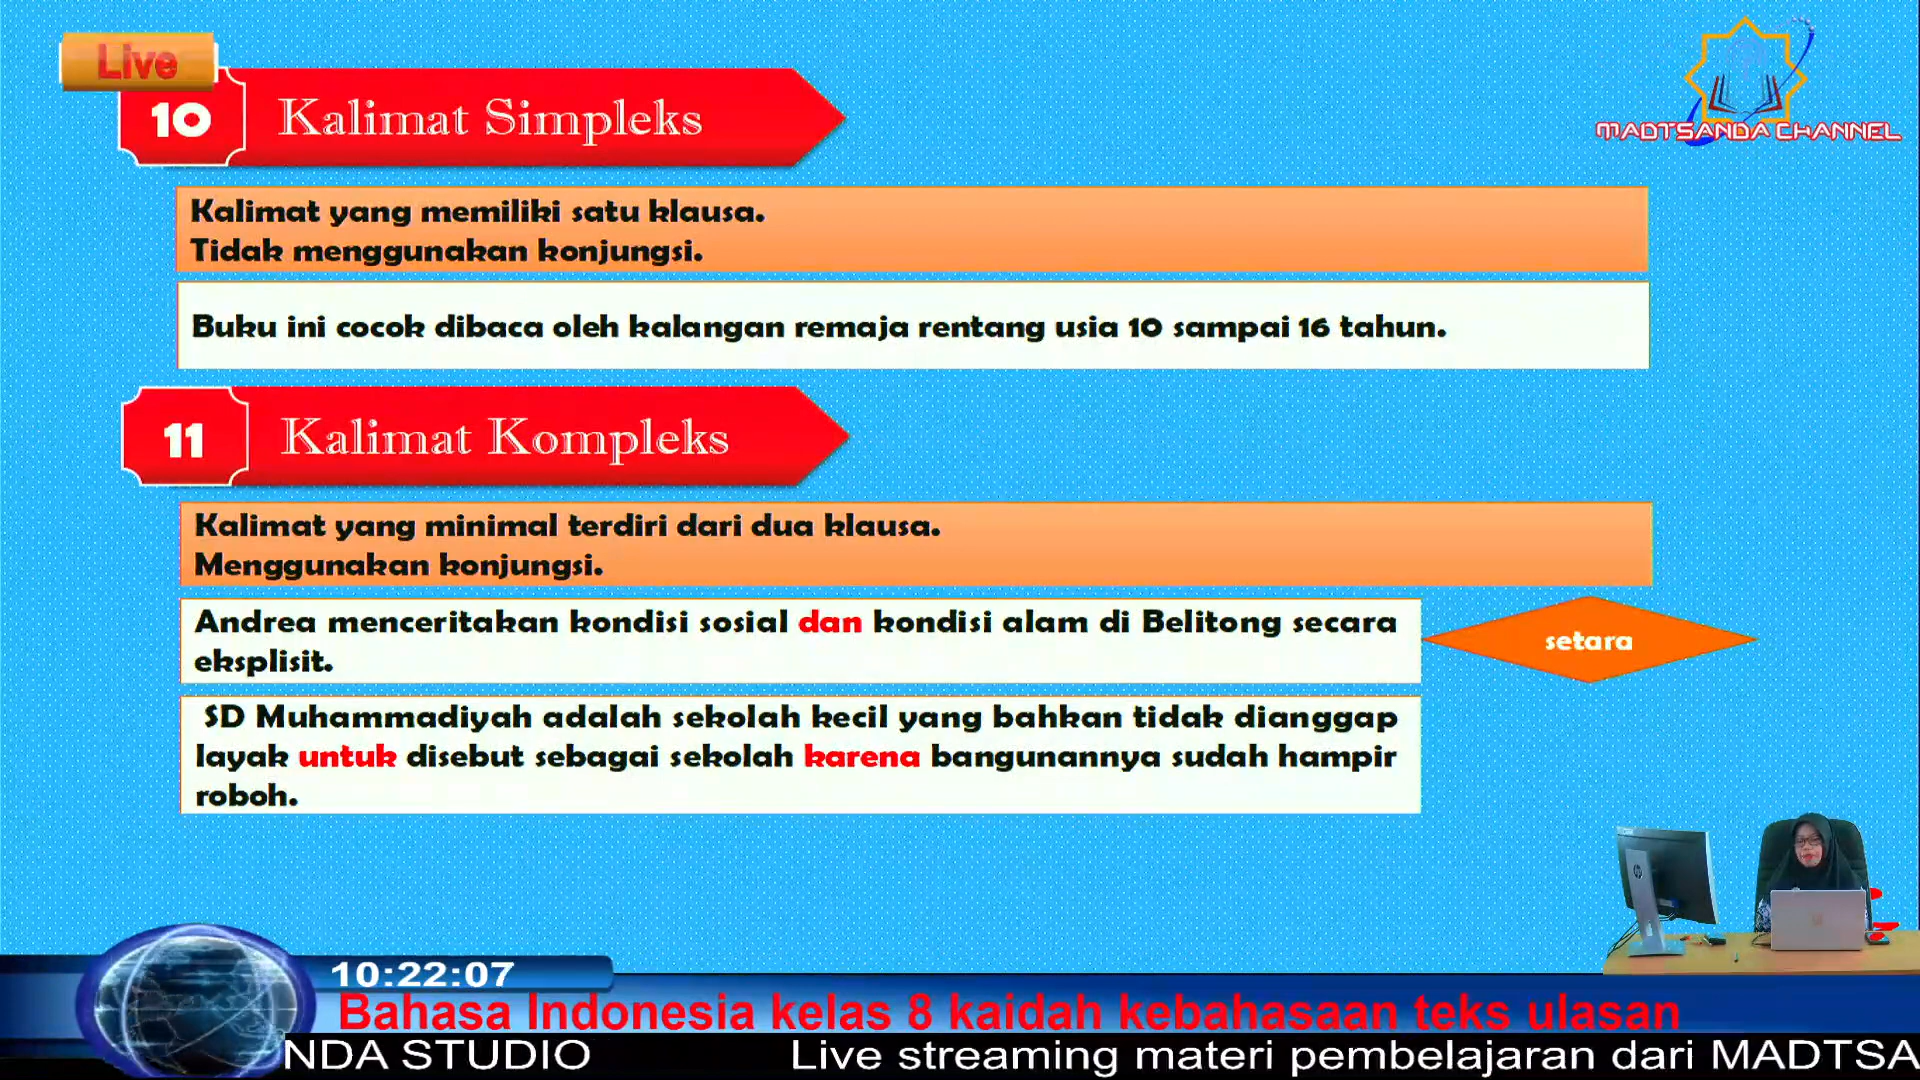 Live
MADTSANDA CHANNEL
10 Kalimat Simpleks
Kalimat yang memiliki satu klausa.
Tidak menggunakan konjungsi.
Buku ini cocok dibaca oleh kalangan remaja rentang usia 10 sampai 16 tahun.
11 Kalimat Kompleks
Kalimat yang minimal terdiri dari dua klausa.
Menggunakan konjungsi.
Andrea menceritakan kondisi sosial dan kondisi alam di Belitong secara
eksplisit.
setara
SD Muhammadiyah adalah sekolah kecil yang bahkan tidak dianggap
layak untuk disebut sebagai sekolah karena bangunannya sudah hampir
roboh.
10:22:07
Bahasa Indonesia kelas 8 kaidah kebahasaan teks ulasan
NDA STUDIO Live streaming materi pembelajaran dari MADTSA